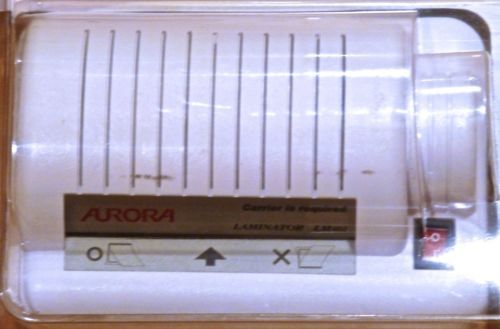 AURORA
Carrier is required.
LAMINATOR